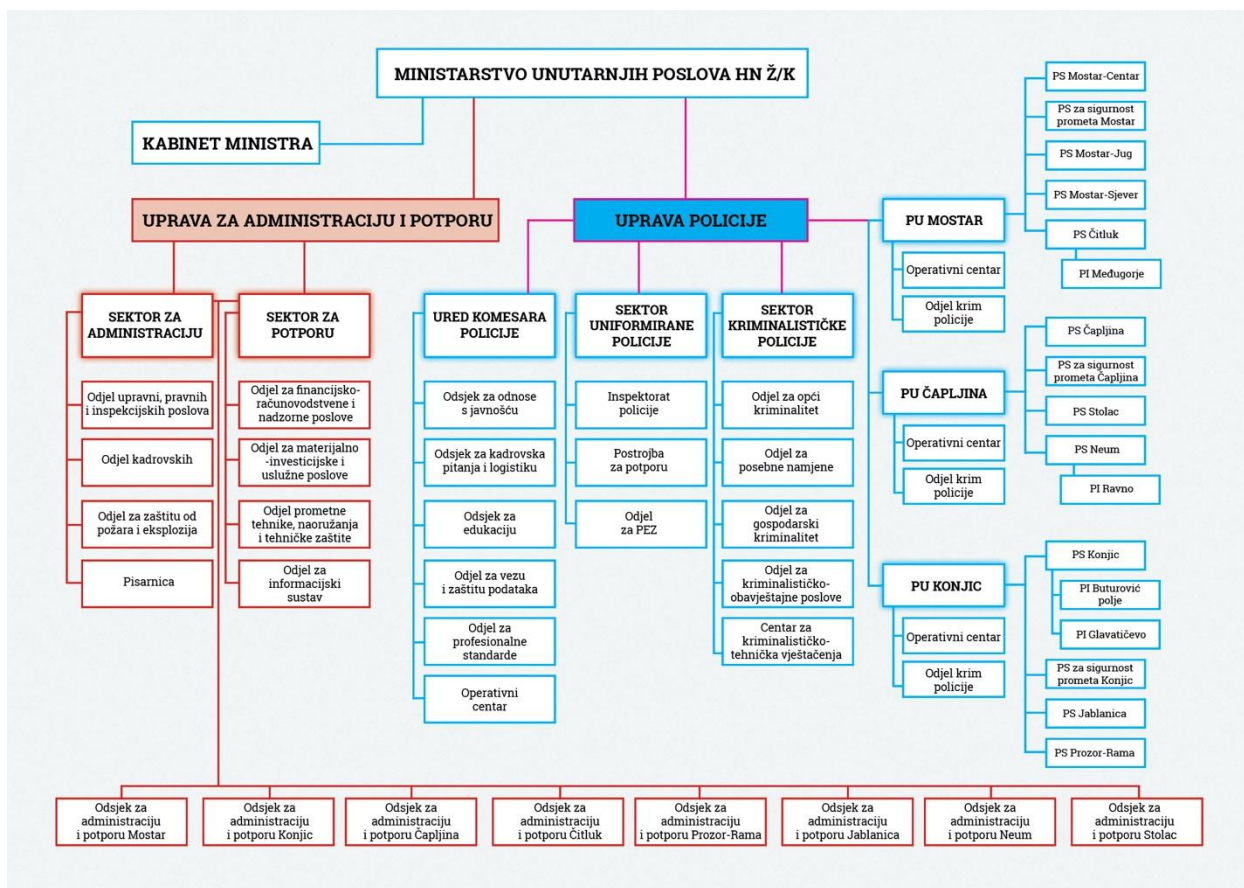 MINISTARSTVO UNUTARNJIH POSLOVA HN Ž/K
KABINET MINISTRA
UPRAVA ZA ADMINISTRACIJU I POTPORU
UPRAVA POLICIJE
SEKTOR ZA
ADMINISTRACIJU
Odjel upravni, pravnih
i inspekcijskih poslova
Odjel kadrovskih
Odjel za zaštitu od
požara i eksplozija
Pisarnica
SEKTOR ZA
POTPORU
Odjel za financijsko-
računovodstvene i
nadzorne poslove
Odjel za materijalno
-investicijske i
uslužne poslove
Odjel prometne
tehnike, naoružanja
i tehničke zaštite
Odjel za
informacijski
sustav
URED KOMESARA
POLICIJE
Odsjek za odnose
s javnošću
Odsjek za kadrovska
pitanja i logistiku
Edsjek za
edukaciju
Odjel za vezu
i zaštitu podataka
Odjel za
profesionalne
standarde
Operativni
centar
SEKTOR
UNIFORMIRANE
POLICIJE
Inspektorat
policije
Postrojba
za potporu
Odjel
za PEZ
SEKTOR
KRIMINALISTIČKE
POLICIJE
Odjel za opći
kriminalitet
Odjel za
posebne namjene
Odjel za
gospodarski
kriminalitet
Odjel za
kriminalističko-
obavještajne poslove
Centar za
kriminalističko-
tehnička vještačenja
PU MOSTAR
Operativni centar
Odjel krim
policije
PS Mostar-Centar
PS za sigurnost
prometa Mostar
PS Mostar-Jug
PS Mostar-Sjever
PS Čitluk
PI Međugorje
PU ČAPLJINA
Operativni centar
Odjel krim
policije
PS Čapljina
PS za sigurnost
prometa Čapljina
PS Stolac
PS Neum
PI Ravno
PU KONJIC
Operativni centar
Odjel krim
policije
PS Konjic
PI Buturović
polje
PI Glavatičevo
PS za sigurnost
prometa Konjic
PS Jablanica
PS Prozor-Rama
Odsjek za
administraciju
i potporu Mostar
Odsjek za
administraciju
i potporu Konjic
Odsjek za
administraciju
i potporu Čapljina
Odsjek za
administraciju
i potporu Čitluk
Odsjek za
administraciju
i potporu Prozor-Rama
Odsjek za
administraciju
i potporu Jablanica
Odsjek za
administraciju
i potporu Neum
Odsjek za
administraciju
i potporu Stolac